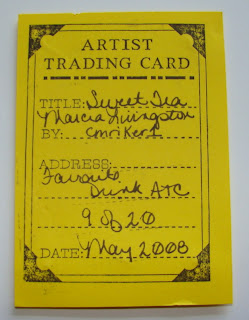 ARTIST
TRADING CARD
TITLE: Sweet Tea
Marcia Livingston
BY: cmriker1
ADDRESS:
Favorite
Drink ATC
9 of 20
DATE: May 2008